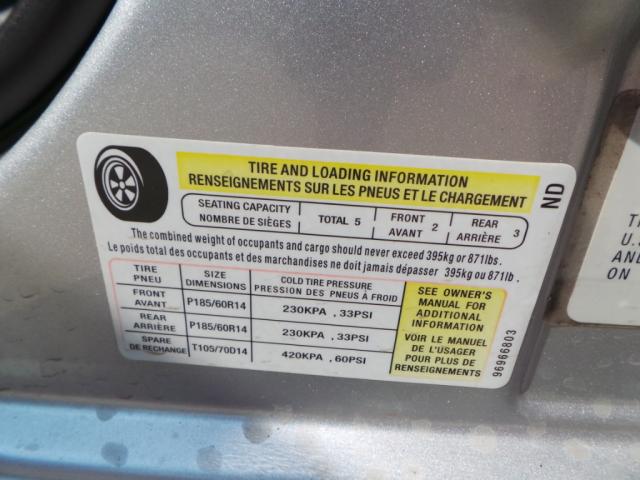 TIRE AND LOADING INFORMATION
RENSEIGNEMENTS SUR LES PNEUS ET LE CHARGEMENT
SEATING CAPACITY
NOMBRE DE SIÈGES
TOTAL 5
FRONT
AVANT 2
REAR
ARRIÈRE 3
ND
The combined weight of occupants and cargo should never exceed 395kg or 871lbs.
Le poids total des occupants et des marchandises ne doit jamais dépasser 395kg ou 871lb.
TIRE
PNEU
SIZE
DIMENSIONS
COLD TIRE PRESSURE
PRESSION DES PNEUS À FROID
FRONT
AVANT
P185/60R14
230KPA , 33PSI
REAR
ARRIÈRE
P185/60R14
230KPA , 33PSI
SPARE
DE RECHANGE
T105/70D14
420KPA , 60PSI
SEE OWNER'S
MANUAL FOR
ADDITIONAL
INFORMATION
VOIR LE MANUEL
DE L'USAGER
POUR PLUS DE
RENSEIGNEMENTS
96966803